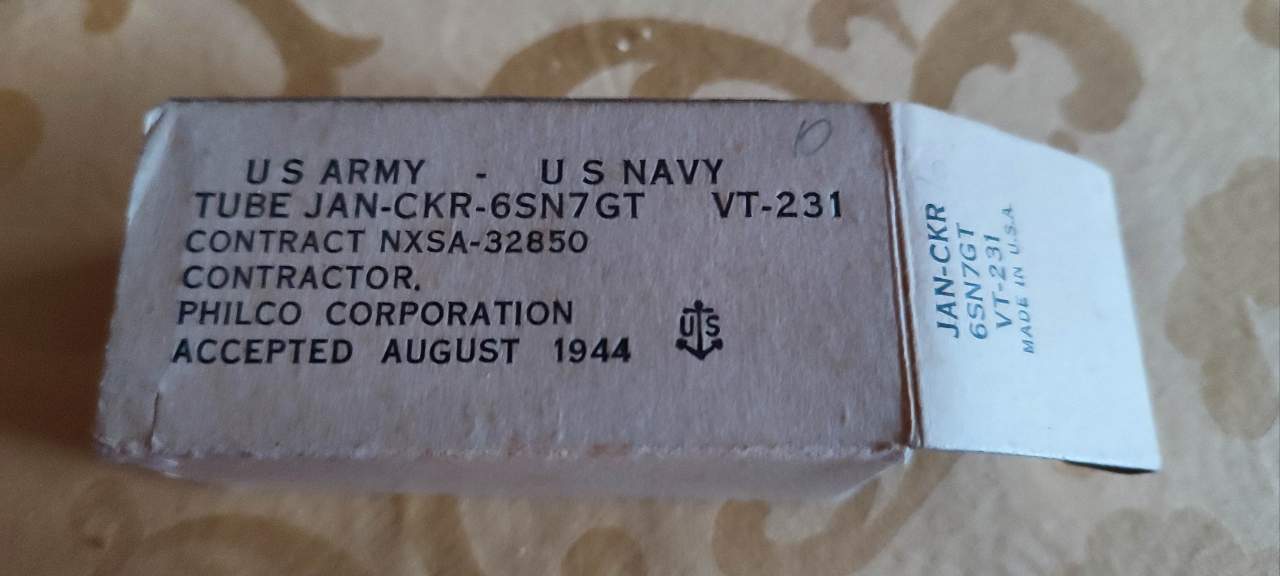 U S ARMY - U S NAVY
TUBE JAN-CKR-6SN7GT VT-231
CONTRACT NXSA-32850
CONTRACTOR.
PHILCO CORPORATION
ACCEPTED AUGUST 1944
US
JAN-CKR
6SN7GT
VT-231
MADE IN U.S.A